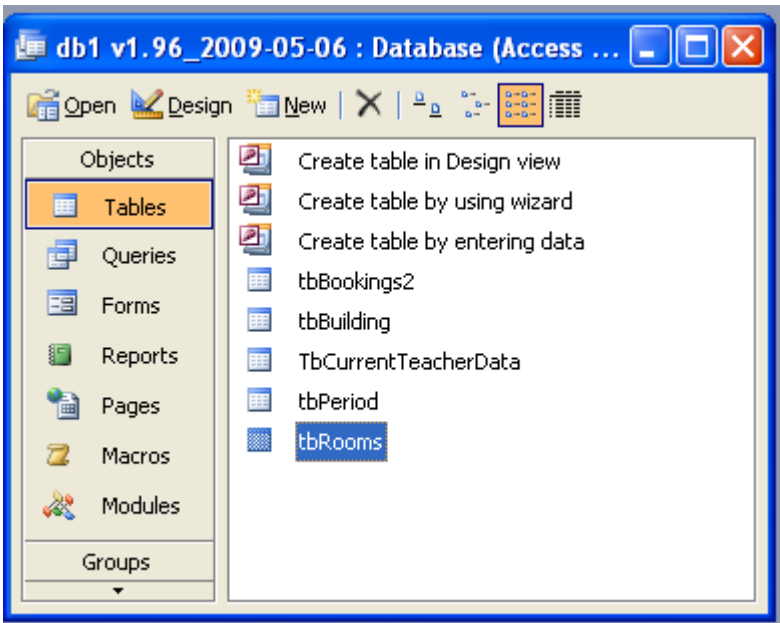 db1 v1.96_2009-05-06 : Database (Access ...
Open Design New
Objects
Tables
Queries
Forms
Reports
Pages
Macros
Modules
Groups
Create table in Design view
Create table by using wizard
Create table by entering data
tbBookings2
tbBuilding
TbCurrentTeacherData
tbPeriod
tbRooms